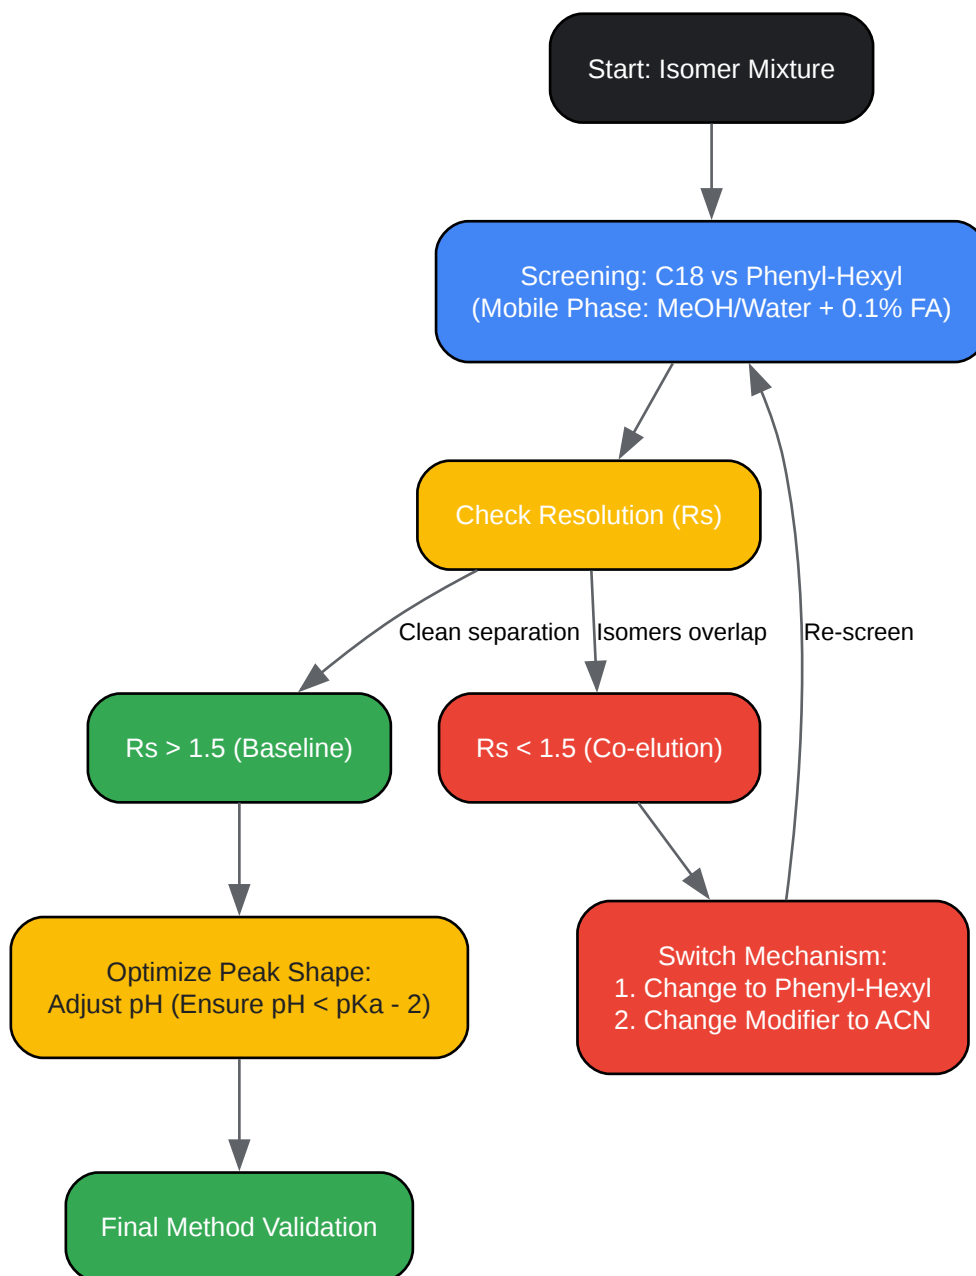 Start: Isomer Mixture
Screening: C18 vs Phenyl-Hexyl
(Mobile Phase: MeOH/Water + 0.1% FA)
Check Resolution (Rs)
Clean separation
Isomers overlap
Re-screen
Rs > 1.5 (Baseline)
Rs < 1.5 (Co-elution)
Optimize Peak Shape:
Adjust pH (Ensure pH < pKa - 2)
Switch Mechanism:
1. Change to Phenyl-Hexyl
2. Change Modifier to ACN
Final Method Validation